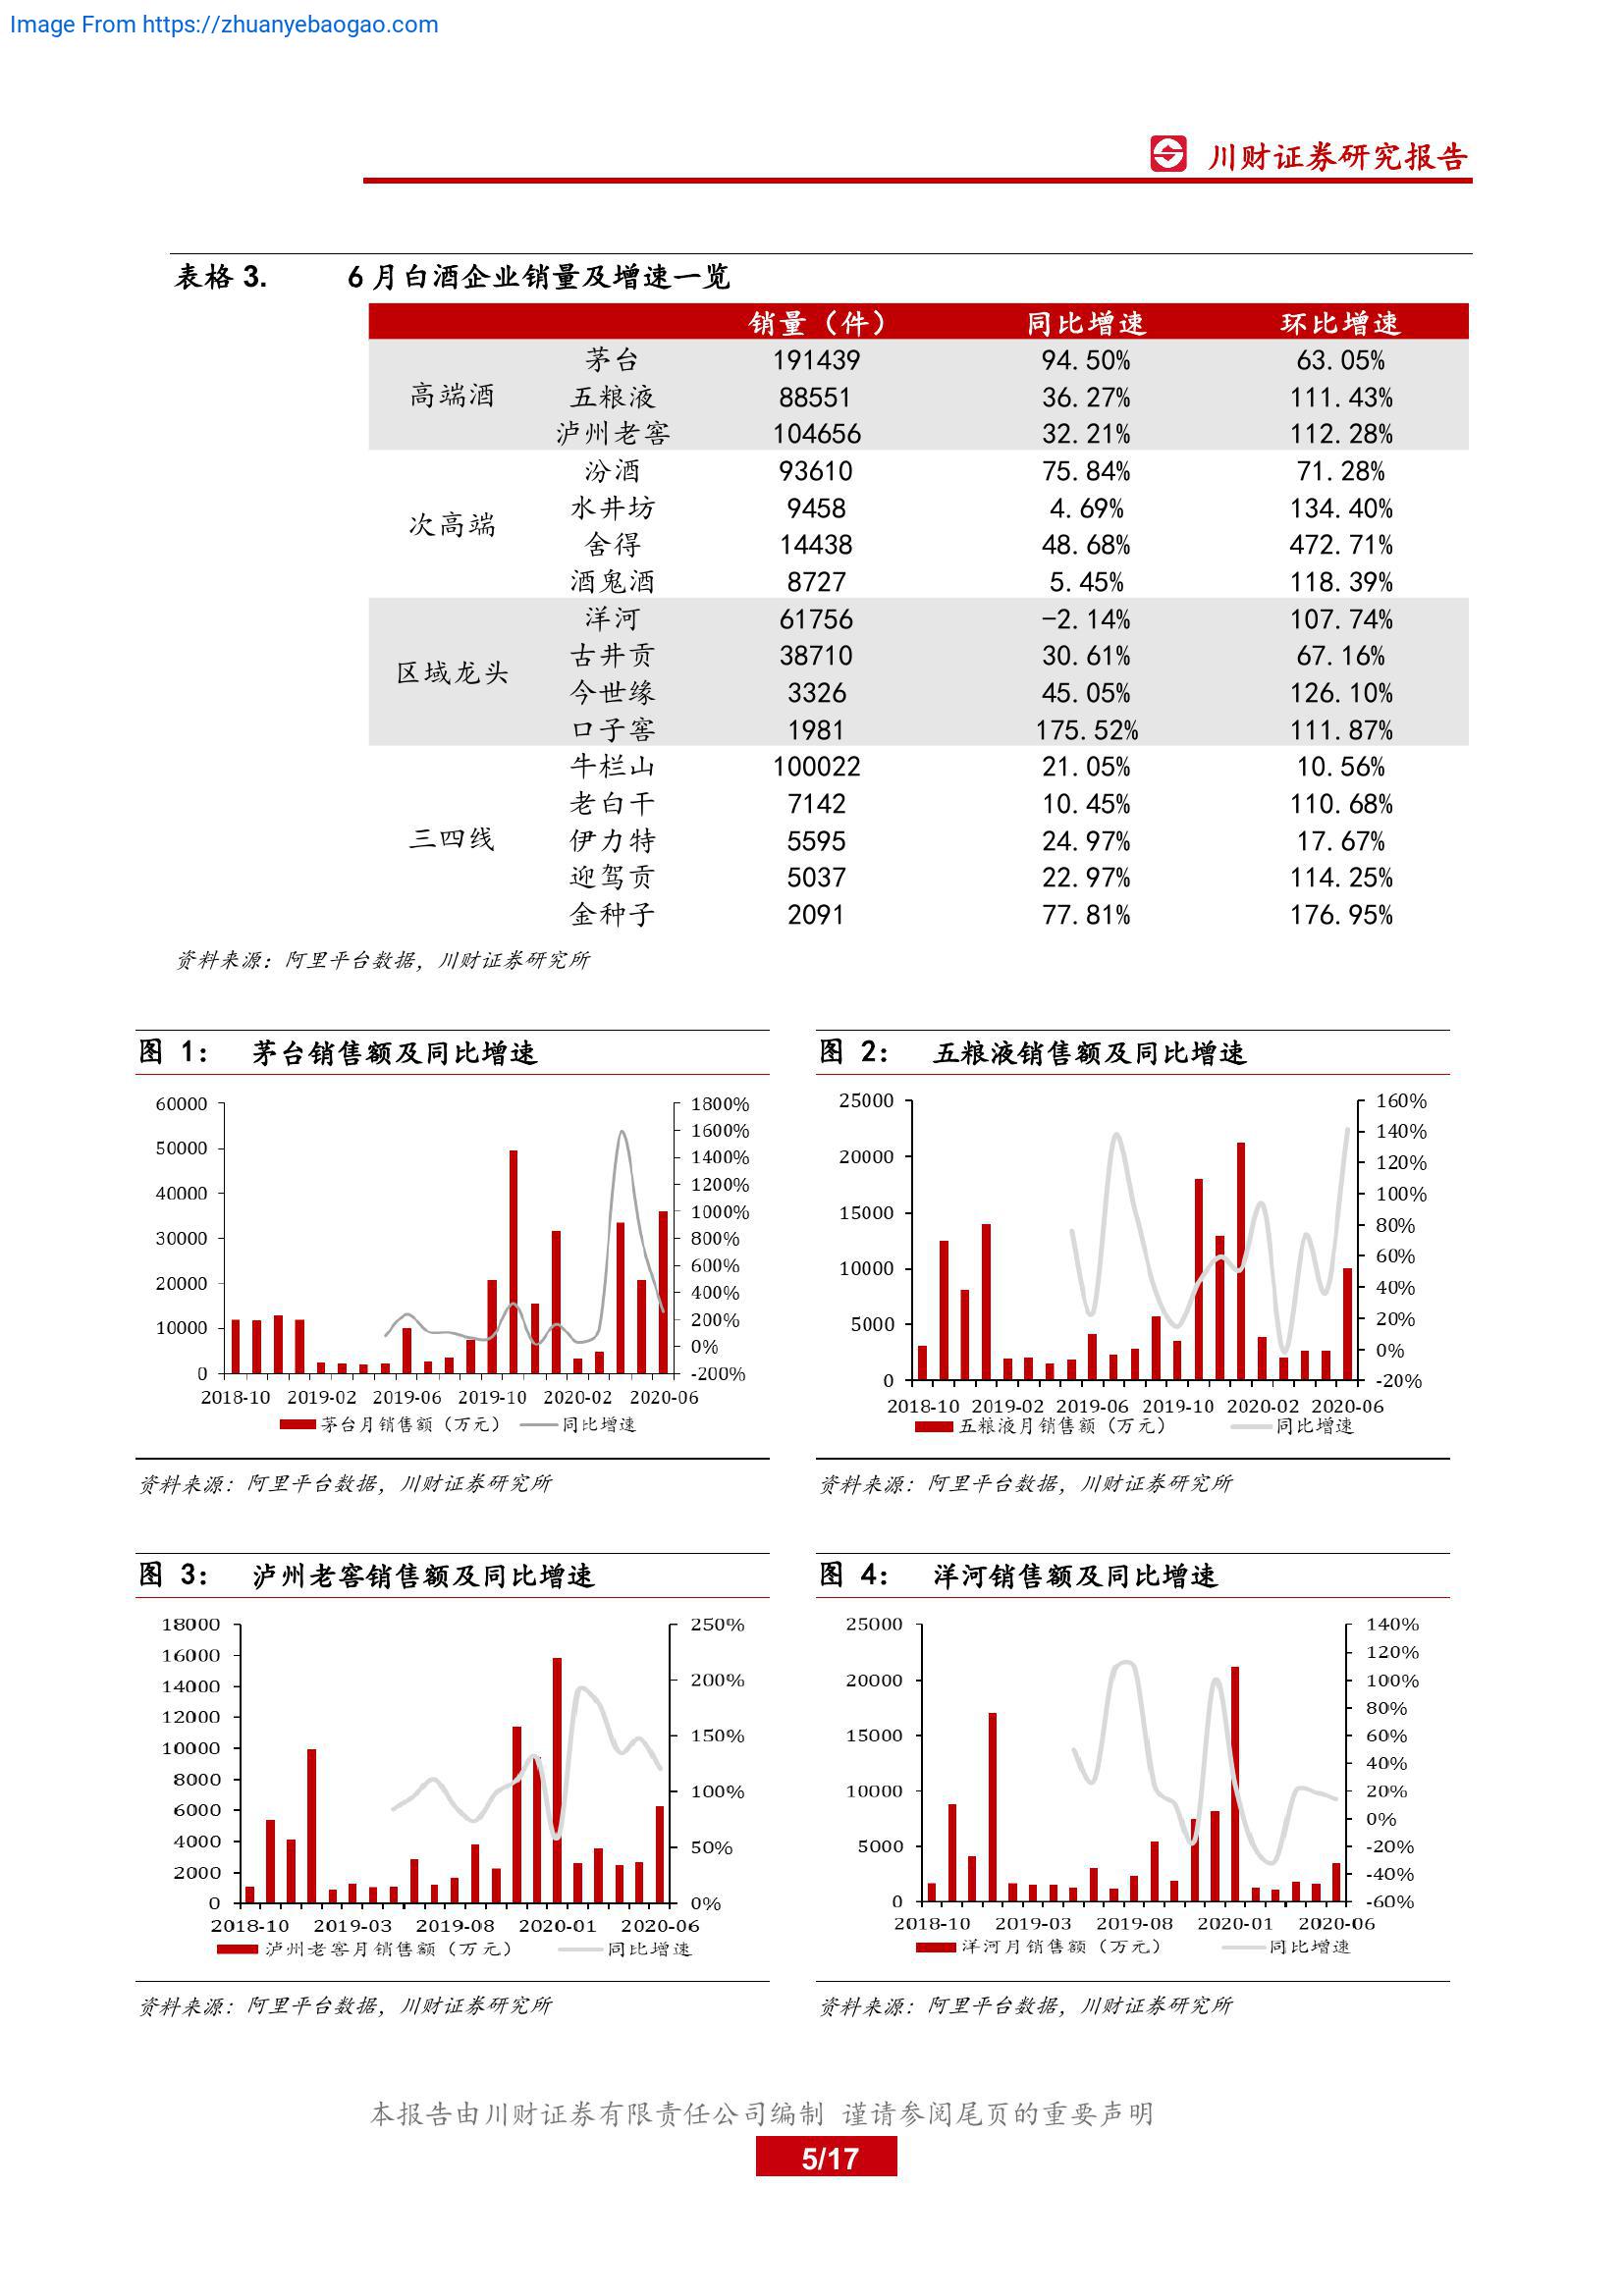 Image From https://zhuanyebaogao.com
川财证券研究报告
表格 3. 6 月白酒企业销量及增速一览
销量（件） 同比增速 环比增速
高端酒
茅台 191439 94.50% 63.05%
五粮液 88551 36.27% 111.43%
泸州老窖 104656 32.21% 112.28%
次高端
汾酒 93610 75.84% 71.28%
水井坊 9458 4.69% 134.40%
舍得 14438 48.68% 472.71%
酒鬼酒 8727 5.45% 118.39%
区域龙头
洋河 61756 -2.14% 107.74%
古井贡 38710 30.61% 67.16%
今世缘 3326 45.05% 126.10%
口子窖 1981 175.52% 111.87%
三四线
牛栏山 100022 21.05% 10.56%
老白干 7142 10.45% 110.68%
伊力特 5595 24.97% 17.67%
迎驾贡 5037 22.97% 114.25%
金种子 2091 77.81% 176.95%
资料来源：阿里平台数据，川财证券研究所
图 1： 茅台销售额及同比增速
60000 1800%
1600%
50000 1400%
40000 1200%
1000%
30000 800%
600%
20000 400%
10000 200%
0%
0 -200%
2018-10 2019-02 2019-06 2019-10 2020-02 2020-06
茅台月销售额（万元） 同比增速
资料来源：阿里平台数据，川财证券研究所
图 2： 五粮液销售额及同比增速
25000 160%
140%
20000 120%
100%
15000 80%
60%
10000 40%
5000 20%
0%
0 -20%
2018-10 2019-02 2019-06 2019-10 2020-02 2020-06
五粮液月销售额（万元） 同比增速
资料来源：阿里平台数据，川财证券研究所
图 3： 泸州老窖销售额及同比增速
18000 250%
16000
14000 200%
12000
10000 150%
8000
6000 100%
4000 50%
2000
0 0%
2018-10 2019-03 2019-08 2020-01 2020-06
泸州老窖月销售额（万元） 同比增速
资料来源：阿里平台数据，川财证券研究所
图 4： 洋河销售额及同比增速
25000 140%
120%
20000 100%
80%
15000 60%
40%
10000 20%
0%
5000 -20%
-40%
0 -60%
2018-10 2019-03 2019-08 2020-01 2020-06
洋河月销售额（万元） 同比增速
资料来源：阿里平台数据，川财证券研究所
本报告由川财证券有限责任公司编制 谨请参阅尾页的重要声明
5/17